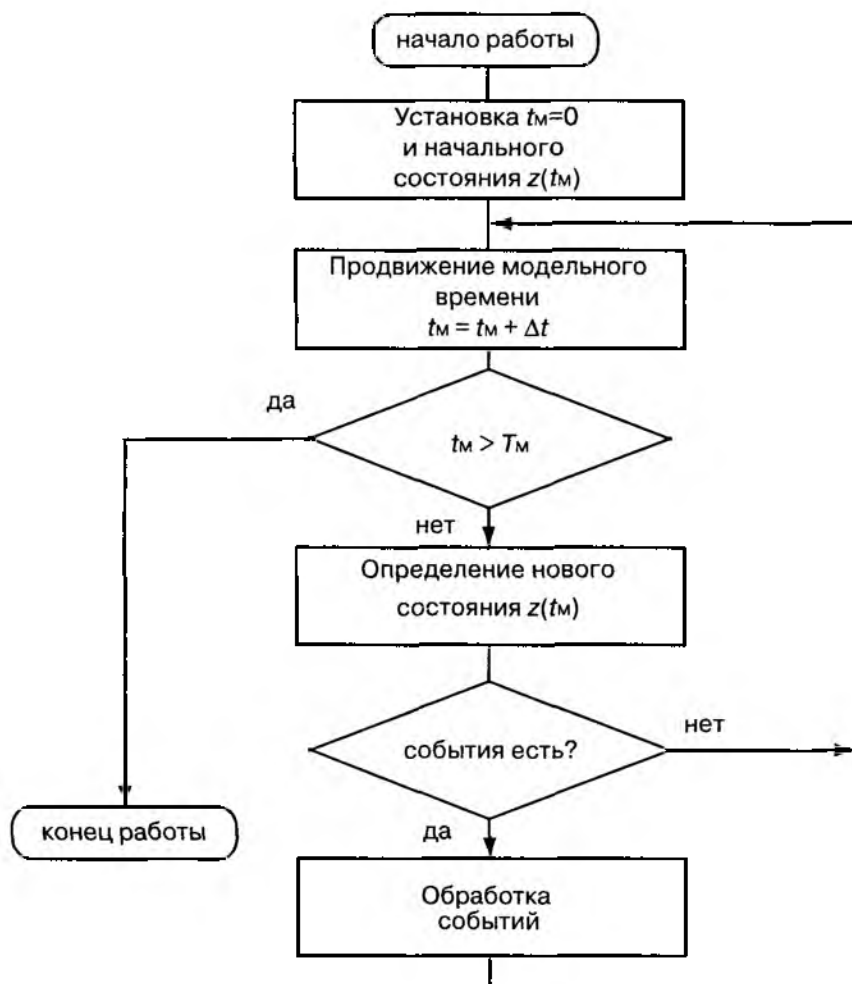 начало работы
Установка tм=0
и начального
состояния z(tм)
Продвижение модельного
времени
tм = tм + Δt
да
tм > Tм
нет
Определение нового
состояния z(tм)
события есть?
нет
конец работы
да
Обработка
событий